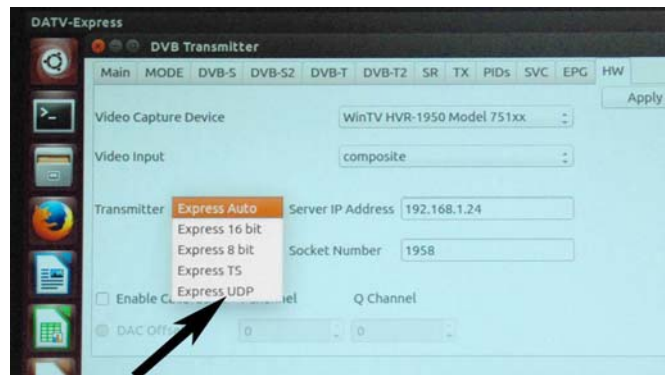 DATV-Express
DVB Transmitter
Main MODE DVB-S DVB-S2 DVB-T DVB-T2 SR TX PIDs SVC EPG HW
Apply
Video Capture Device WinTV HVR-1950 Model 751xx
Video Input composite
Transmitter Express Auto Server IP Address 192.168.1.24
Express 16 bit
Express 8 bit Socket Number 1958
Express TS
Express UDP
Enable Q Channel
DAC 0 0